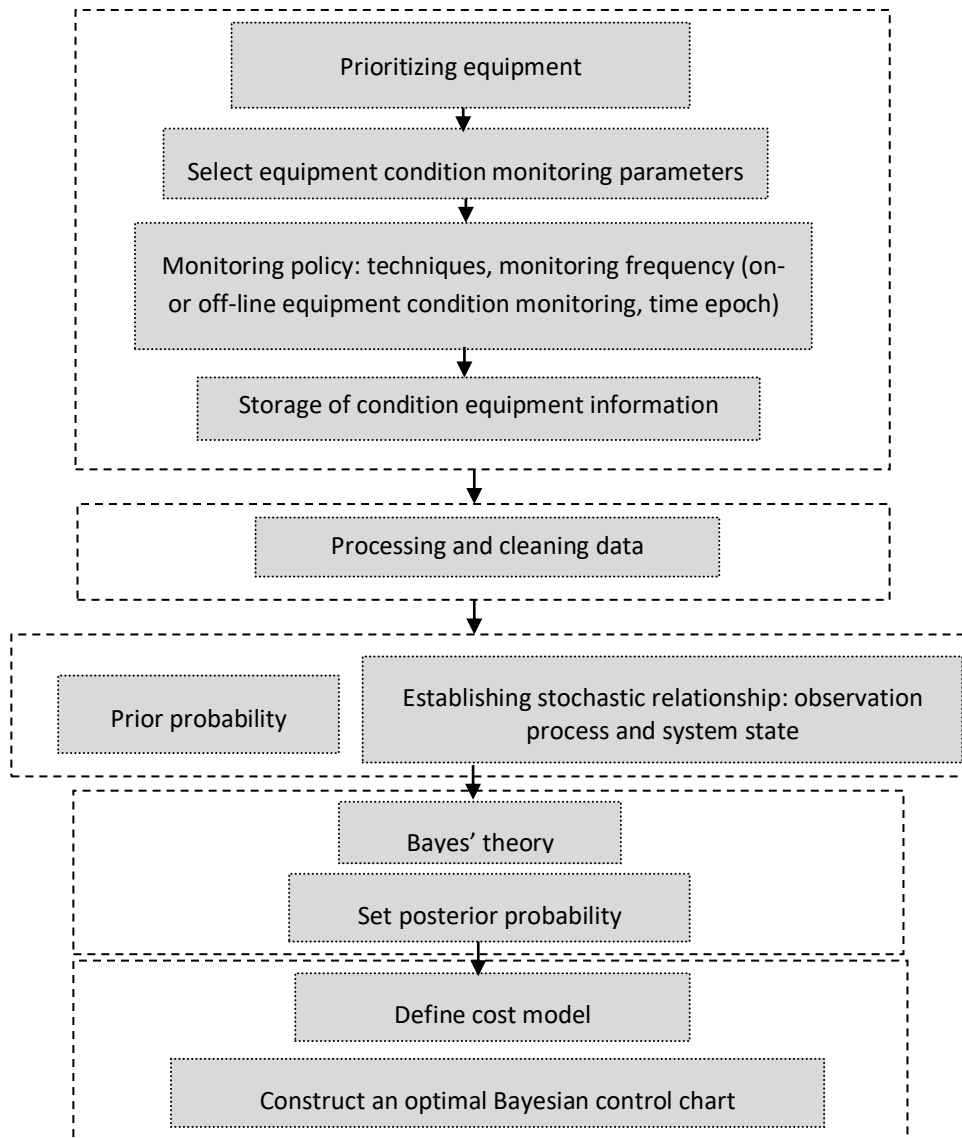 Prioritizing equipment
Select equipment condition monitoring parameters
Monitoring policy: techniques, monitoring frequency (on-
or off-line equipment condition monitoring, time epoch)
Storage of condition equipment information
Processing and cleaning data
Prior probability
Establishing stochastic relationship: observation
process and system state
Bayes’ theory
Set posterior probability
Define cost model
Construct an optimal Bayesian control chart